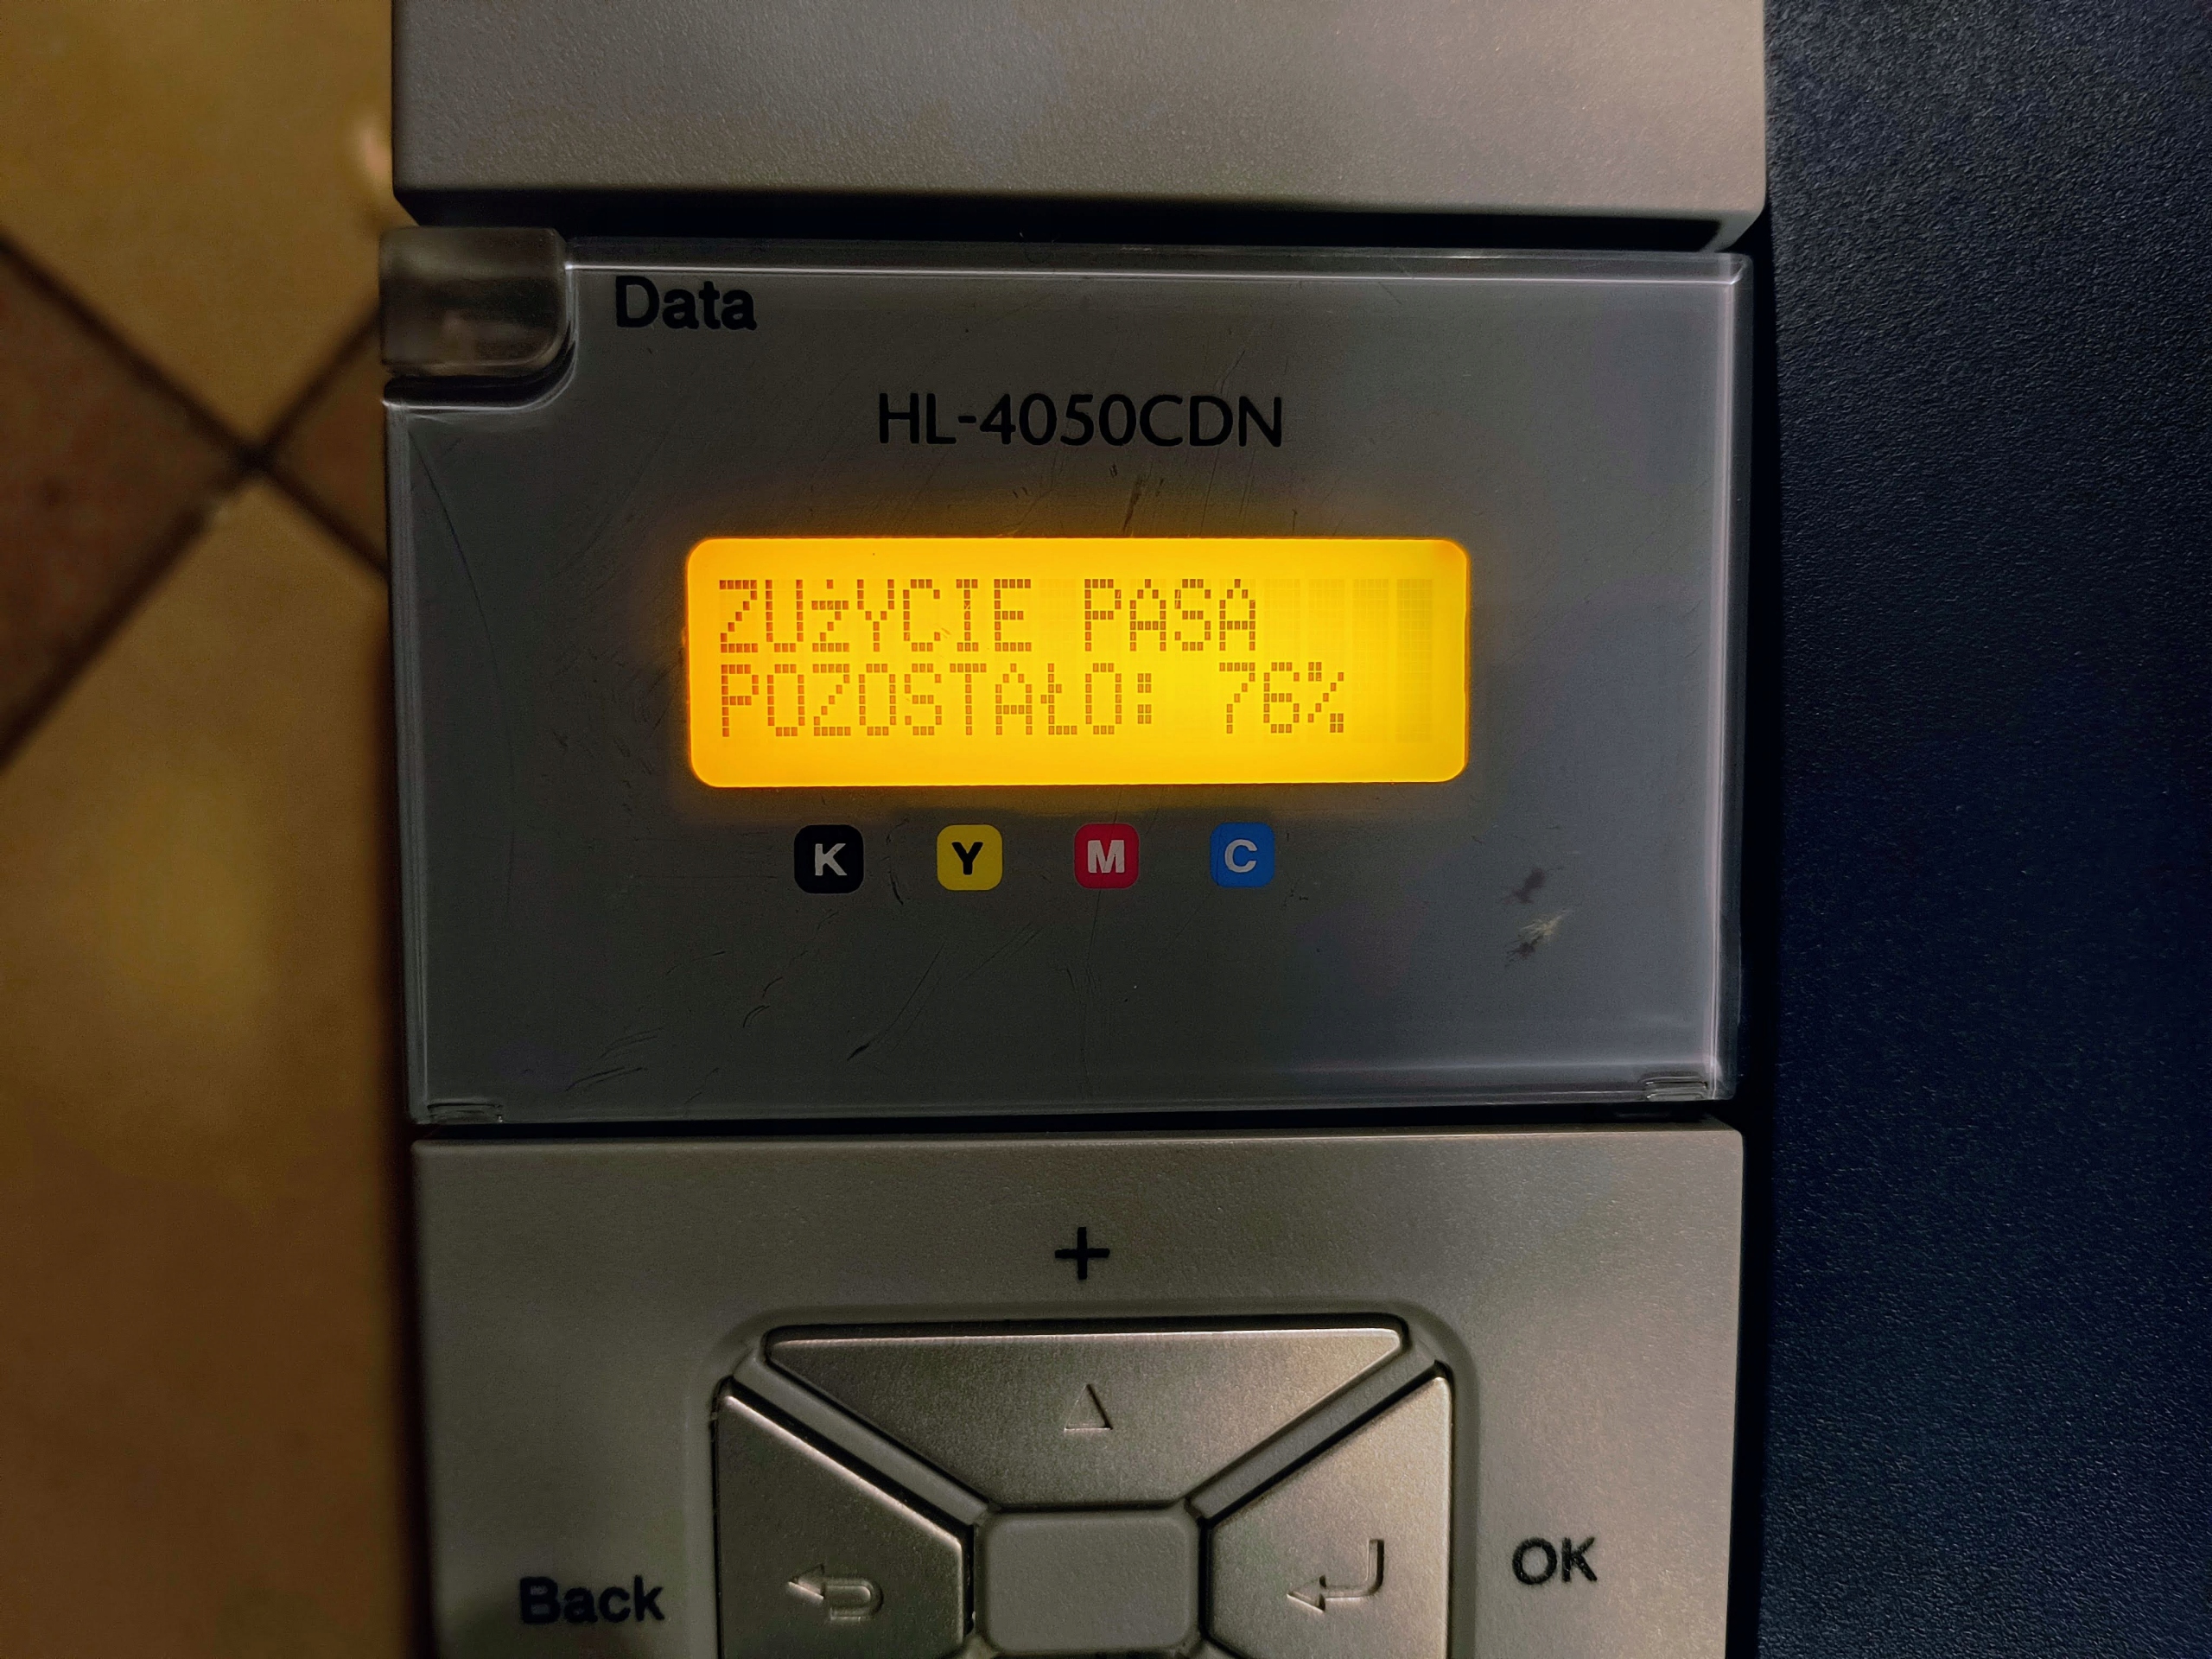 Data
HL-4050CDN
ZUżYCIE PASA
POZOSTAŁO: 76%
K Y M C
+
Back
OK